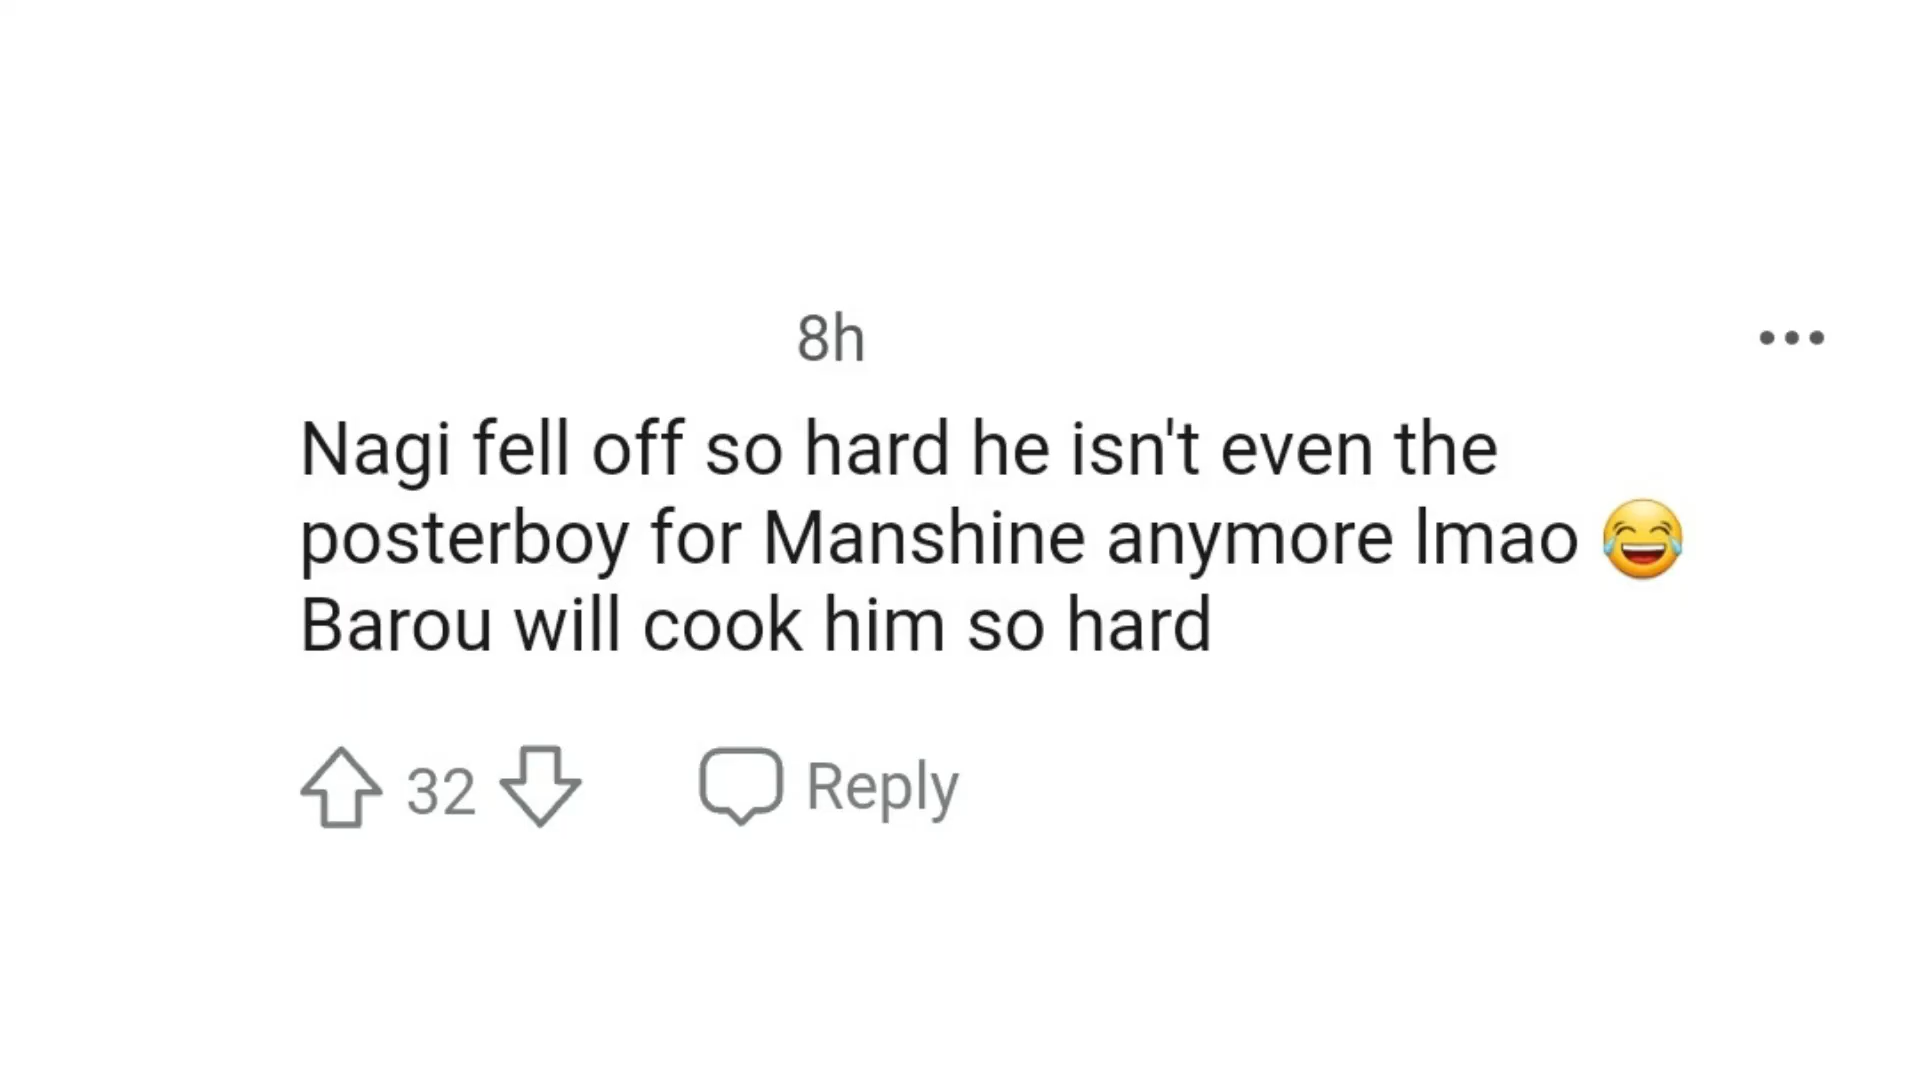 8h
Nagi fell off so hard he isn't even the
posterboy for Manshine anymore lmao 😂
Barou will cook him so hard
32 Reply